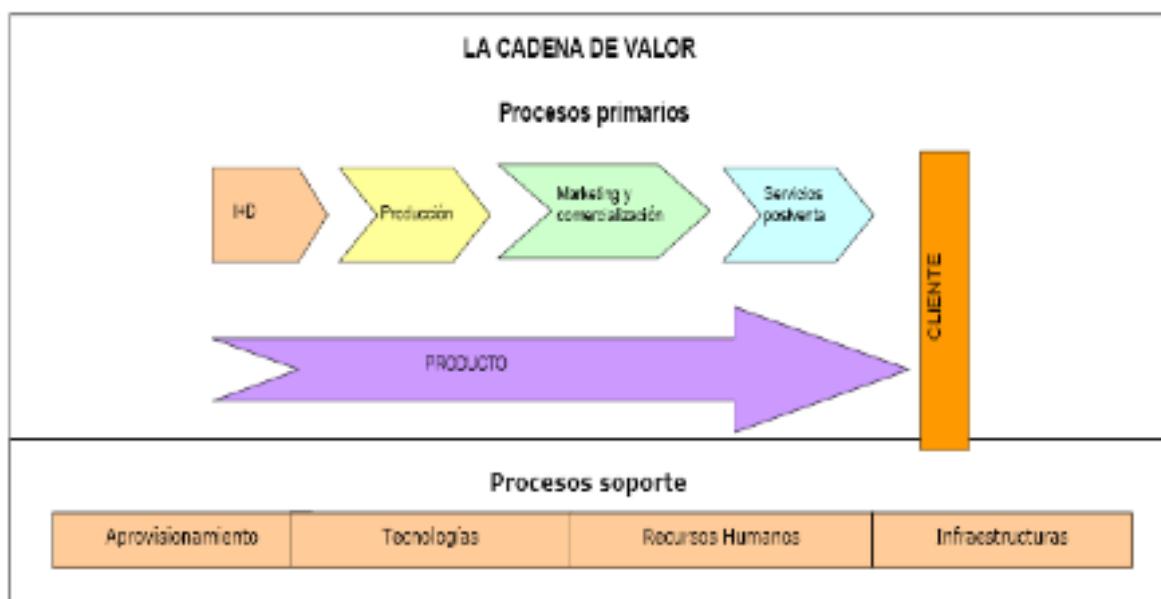 LA CADENA DE VALOR
Procesos primarios
I+D
Producción
Marketing y
comercialización
Servicios
postventa
CLIENTE
PRODUCTO
Procesos soporte
Aprovisionamiento
Tecnologías
Recursos Humanos
Infraestructuras